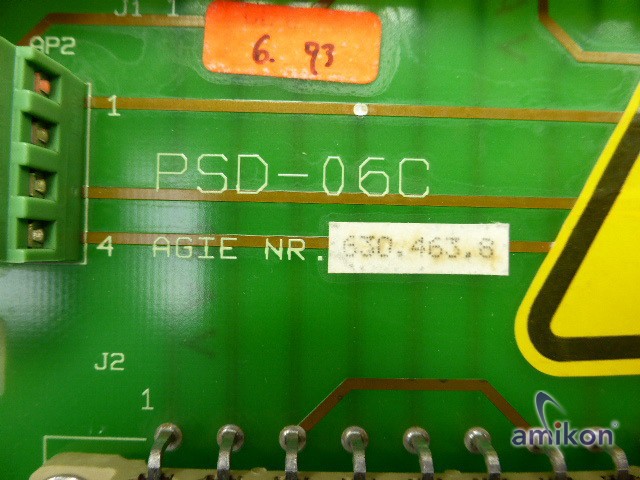 J1 1
6. 93
AP2
1
PSD-06C
4 AGIE NR. 630.463.8
J2
1
amikon